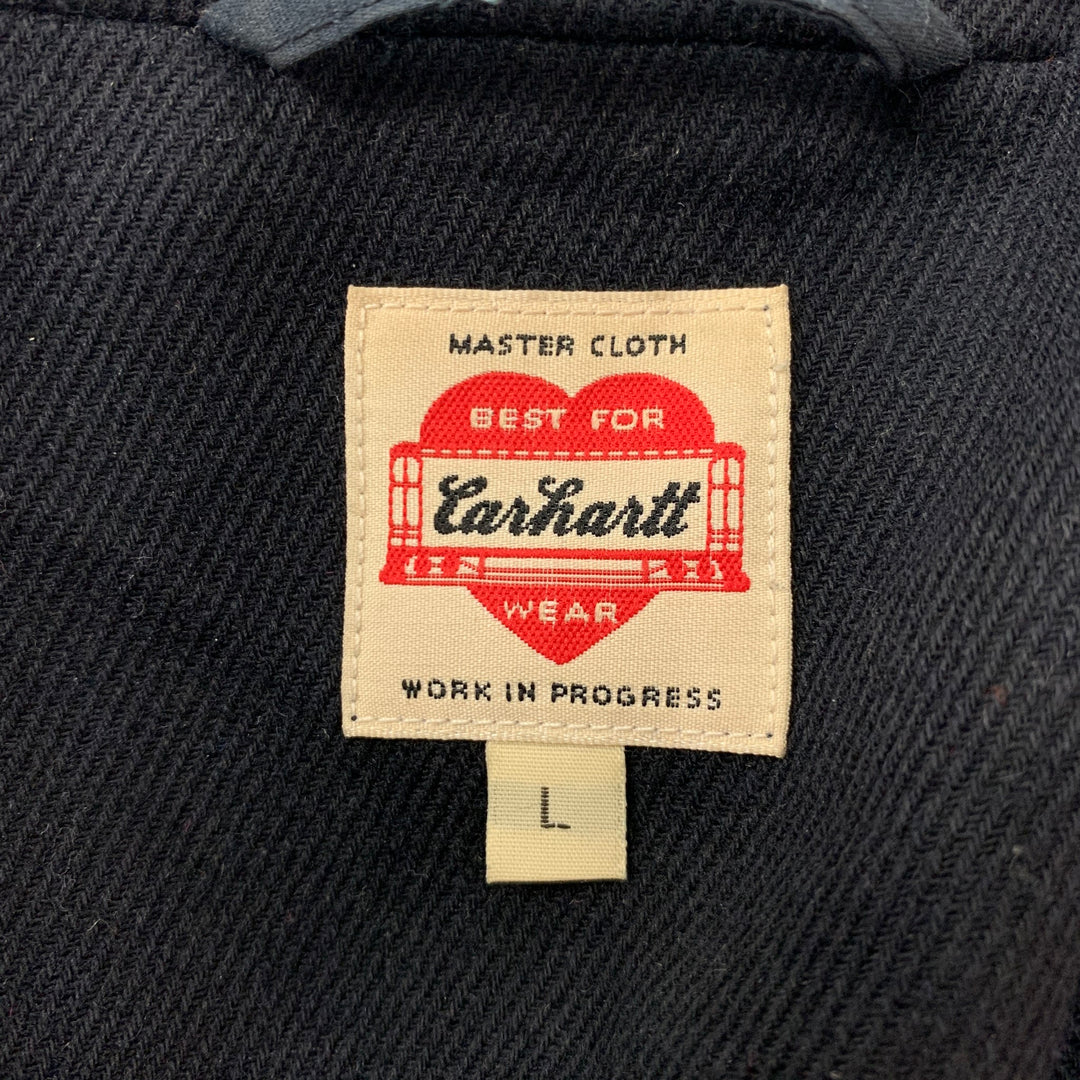 MASTER CLOTH
BEST FOR
Carhartt
WEAR
WORK IN PROGRESS
L